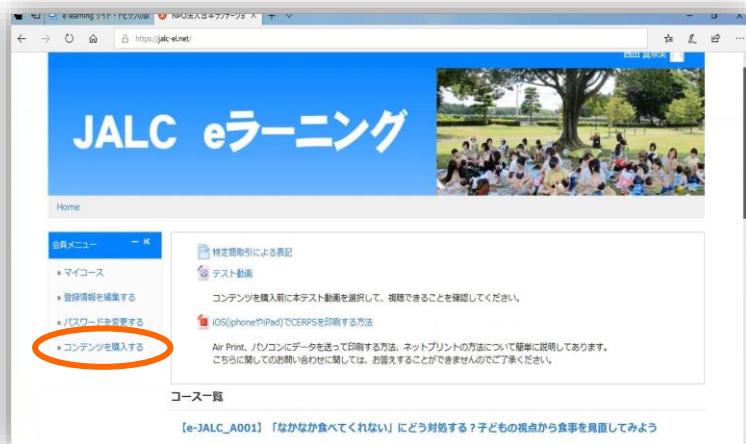 https://jalc-el.net/
JALC eラーニング
Home
会員メニュー
マイコース
登録情報を編集する
パスワードを変更する
コンテンツを購入する
特定商取引による表記
テスト動画
コンテンツを購入前に本テスト動画を選択して、視聴できることを確認してください。
iOS(iphoneやiPad)でCERPSを印刷する方法
Air Print、パソコンにデータを送って印刷する方法、ネットプリントの方法について簡単に説明してあります。
こちらに関してのお問い合わせに関しては、お答えすることができませんのでご了承ください。
コース一覧
【e-JALC_A001】「なかなか食べてくれない」にどう対処する？子どもの視点から食事を見直してみよう